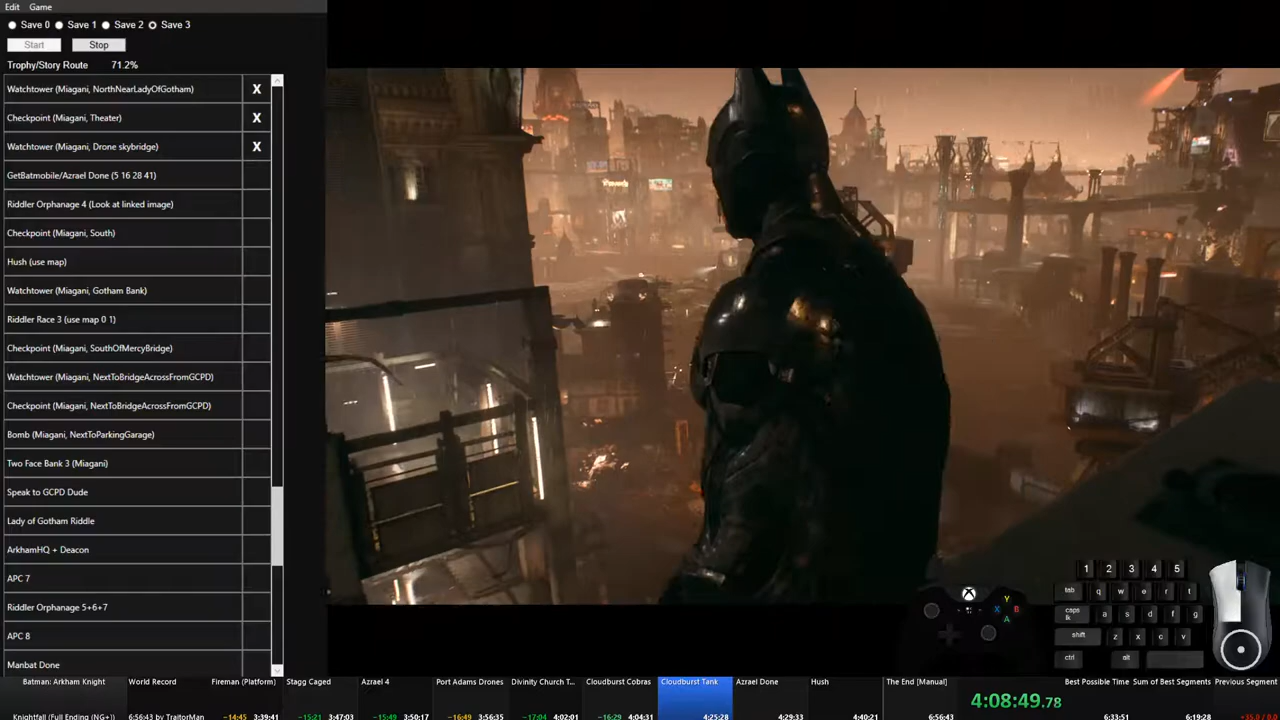 Edit Game
Save 0 Save 1 Save 2 Save 3
Start Stop
Trophy/Story Route 71.2%
Watchtower (Miagani, NorthNearLadyOfGotham) X
Checkpoint (Miagani, Theater) X
Watchtower (Miagani, Drone skybridge) X
GetBatmobile/Azrael Done (5 16 28 41)
Riddler Orphanage 4 (Look at linked image)
Checkpoint (Miagani, South)
Hush (use map)
Watchtower (Miagani, Gotham Bank)
Riddler Race 3 (use map 0 1)
Checkpoint (Miagani, SouthOfMercyBridge)
Watchtower (Miagani, NextToBridgeAcrossFromGCPD)
Checkpoint (Miagani, NextToBridgeAcrossFromGCPD)
Bomb (Miagani, NextToParkingGarage)
Two Face Bank 3 (Miagani)
Speak to GCPD Dude
Lady of Gotham Riddle
ArkhamHQ + Deacon
APC 7
Riddler Orphanage 5+6+7
APC 8
Manbat Done
Y
X B
A
1 2 3 4 5
tab q w e r t
caps lk a s d f g
shift z x c v
ctrl alt
Batman: Arkham Knight World Record Fireman (Platform) Stagg Caged Azrael 4 Port Adams Drones Divinity Church T... Cloudburst Cobras Cloudburst Tank Azrael Done Hush The End [Manual] 4:08:49.78 Best Possible Time Sum of Best Segments Previous Segment
Knightfall (Full Ending (NG+)) 6:56:43 by TraitorMan -14:45 3:39:41 -15:21 3:47:03 -15:49 3:50:17 -16:49 3:56:35 -17:04 4:02:01 -16:29 4:04:31 4:25:28 4:29:33 4:40:21 6:56:43 6:33:51 6:19:28 +35.0 / 0.0